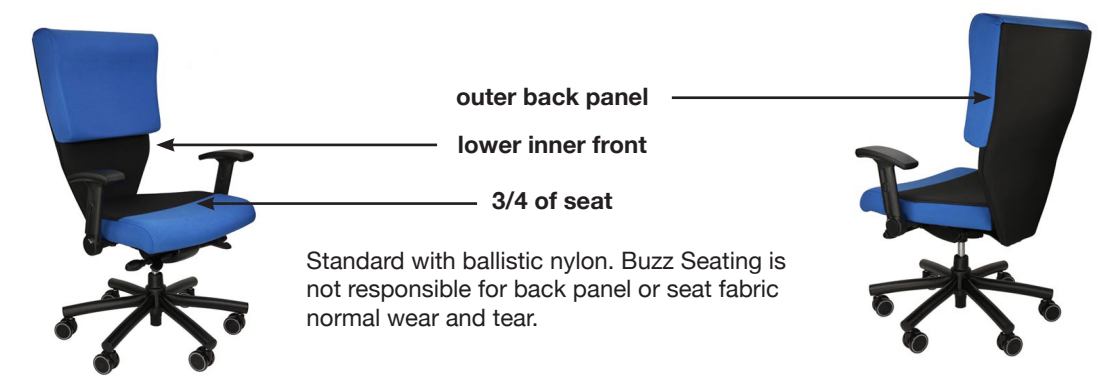 outer back panel
lower inner front
3/4 of seat
Standard with ballistic nylon. Buzz Seating is
not responsible for back panel or seat fabric
normal wear and tear.